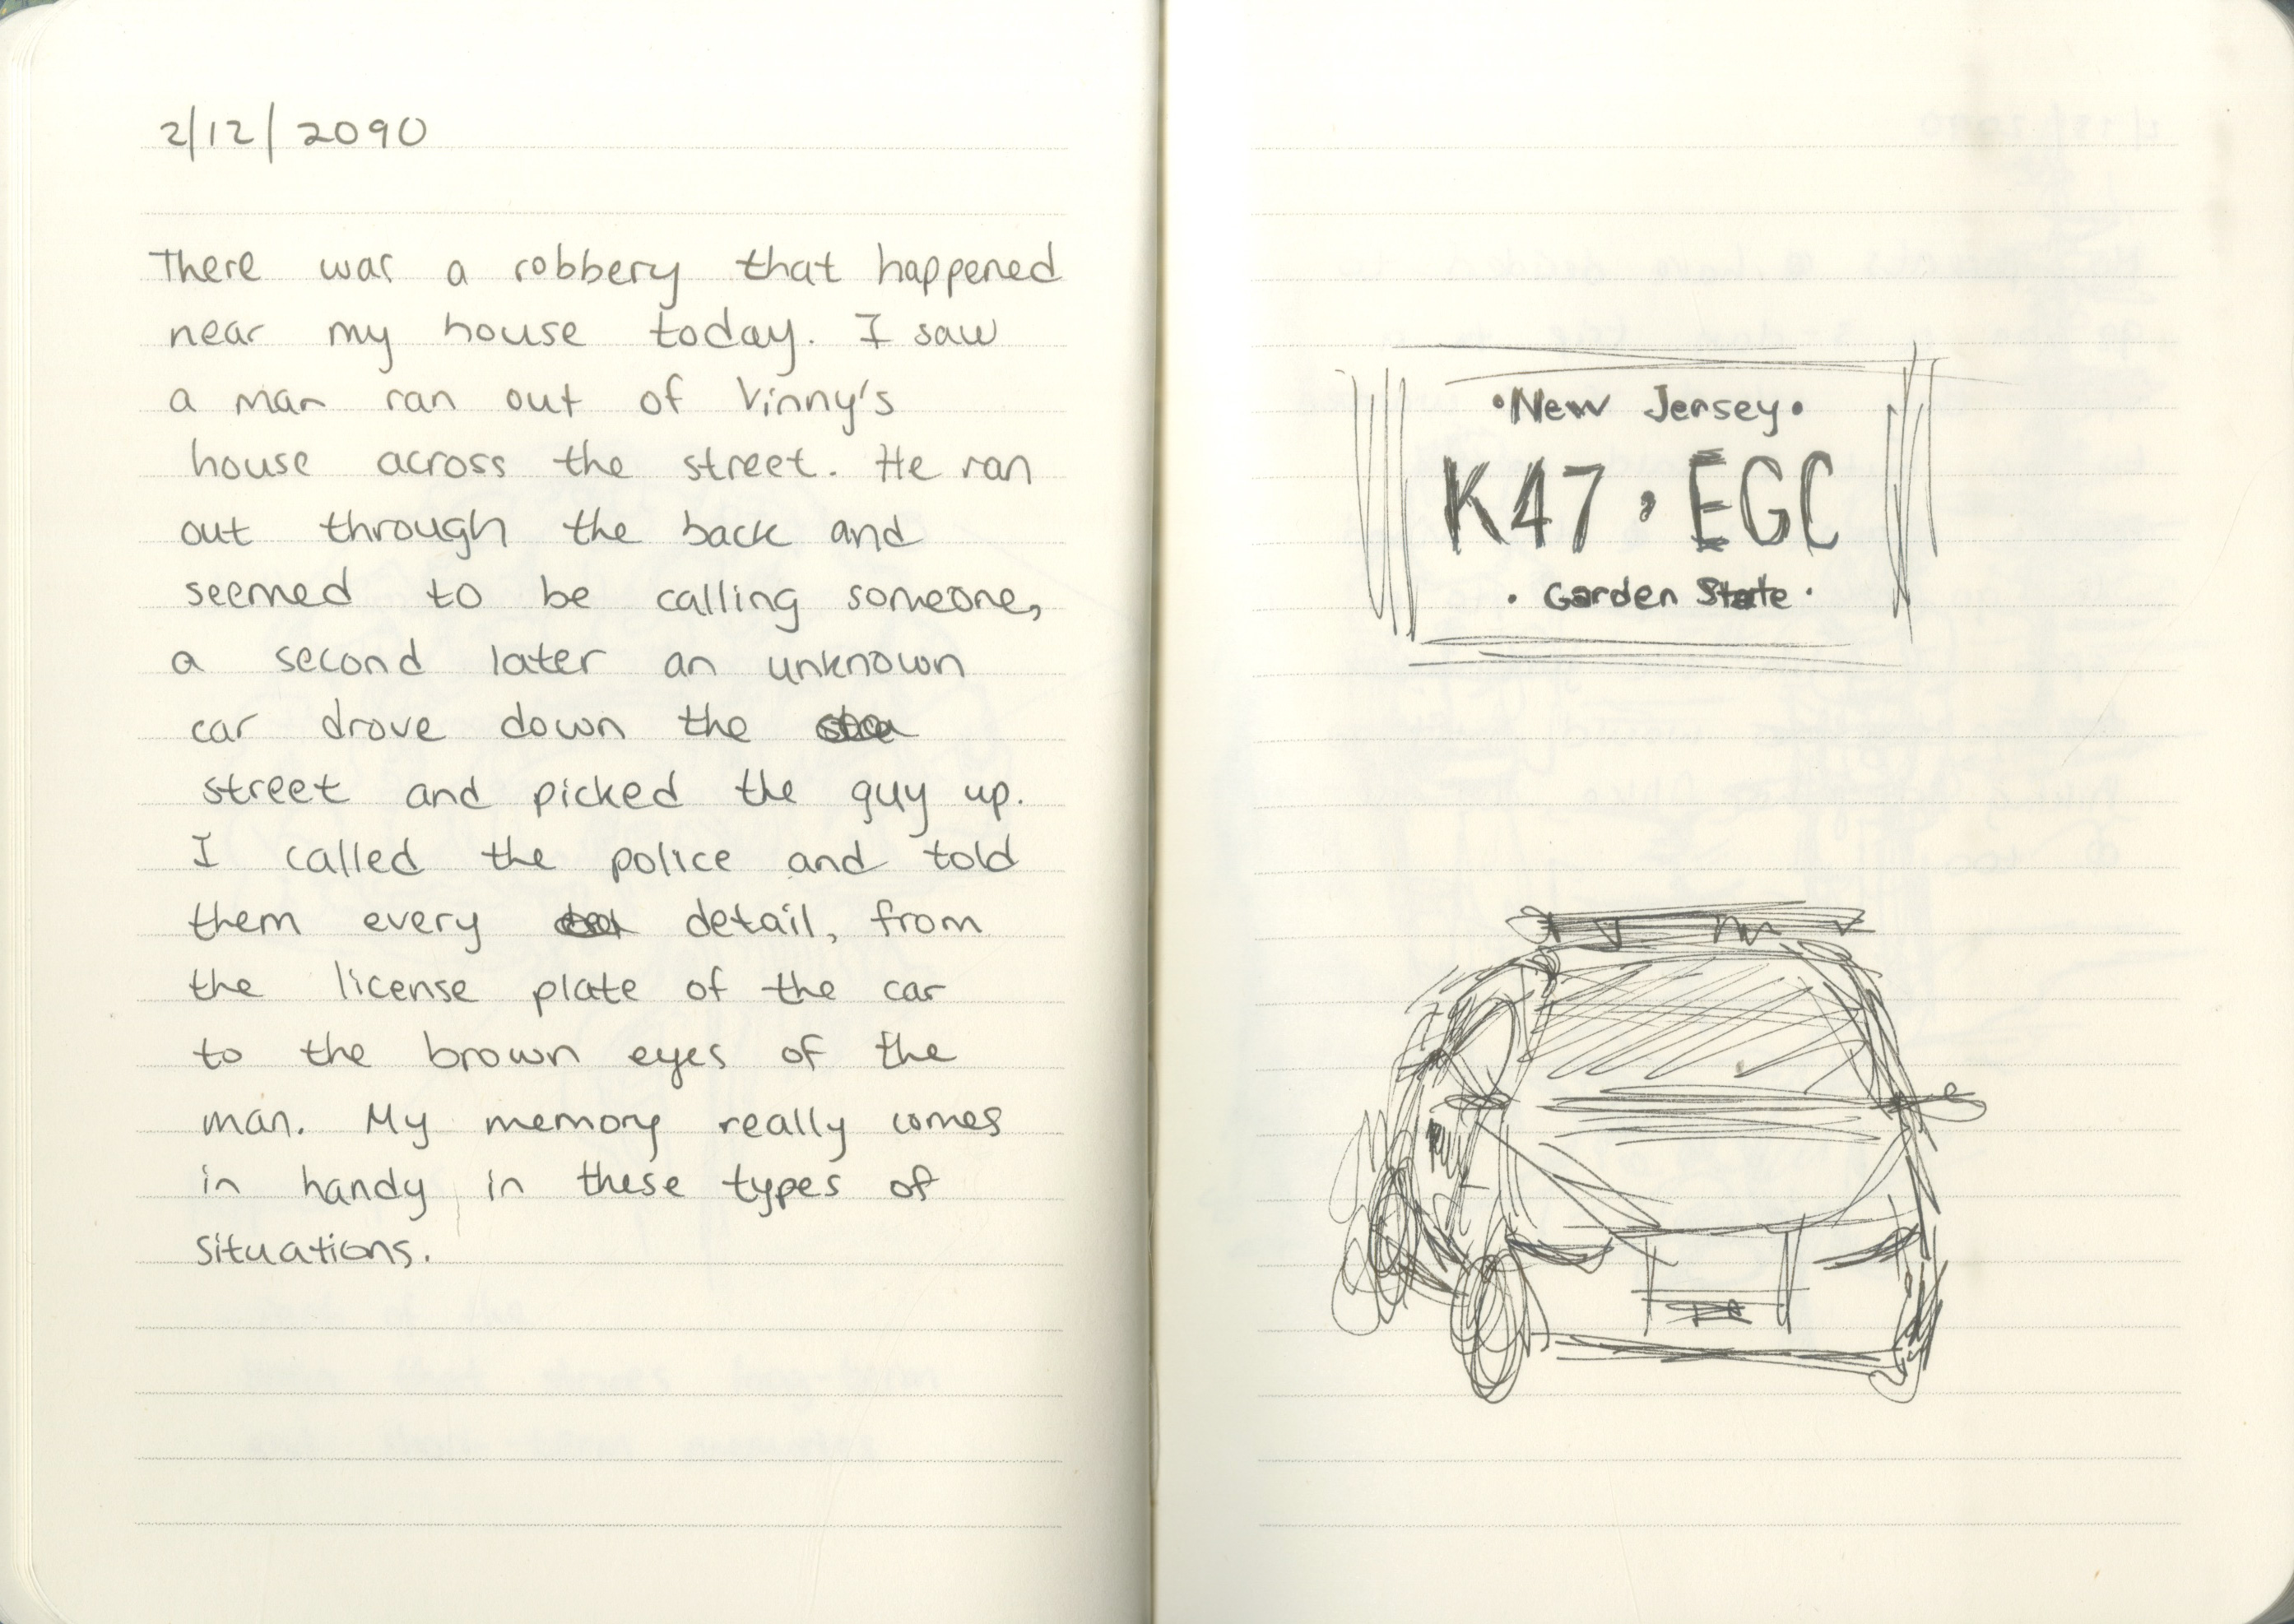 2/12/2090
There was a robbery that happened
near my house today. I saw
a man ran out of Vinny's
house across the street. He ran
out through the back and
seemed to be calling someone,
a second later an unknown
car drove down the
street and picked the guy up.
I called the police and told
them every detail, from
the license plate of the car
to the brown eyes of the
man. My memory really comes
in handy in these types of
situations.
•New Jersey•
K47 • EGC
• Garden State •